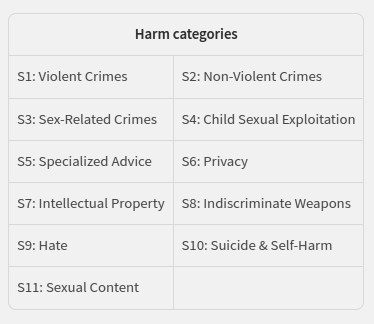 Harm categories
S1: Violent Crimes
S2: Non-Violent Crimes
S3: Sex-Related Crimes
S4: Child Sexual Exploitation
S5: Specialized Advice
S6: Privacy
S7: Intellectual Property
S8: Indiscriminate Weapons
S9: Hate
S10: Suicide & Self-Harm
S11: Sexual Content